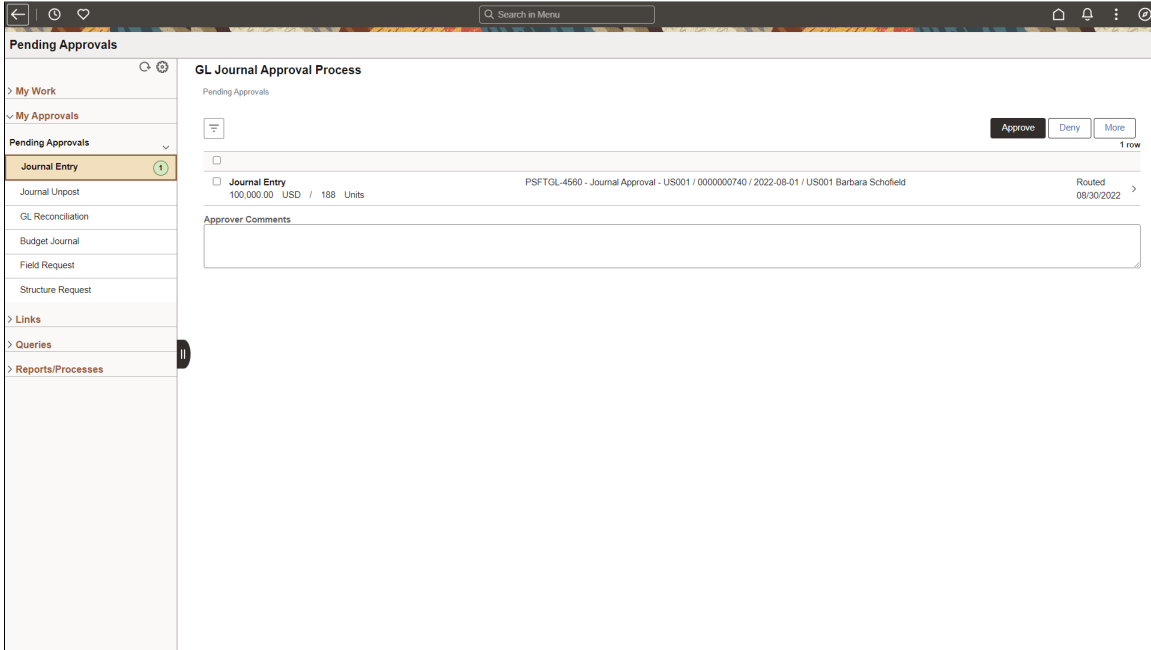 Search in Menu
Pending Approvals
My Work
My Approvals
Pending Approvals
Journal Entry 1
Journal Unpost
GL Reconciliation
Budget Journal
Field Request
Structure Request
Links
Queries
Reports/Processes
GL Journal Approval Process
Pending Approvals
Approve Deny More
1 row
Journal Entry PSFTGL-4560 - Journal Approval - US001 / 0000000740 / 2022-08-01 / US001 Barbara Schofield Routed
100,000.00 USD / 188 Units 08/30/2022
Approver Comments